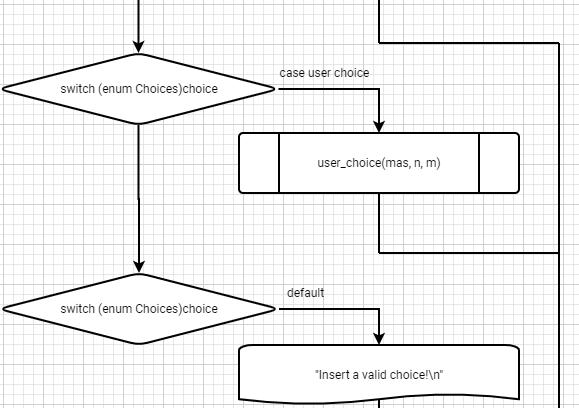 case user choice
switch (enum Choices)choice
user_choice(mas, n, m)
default
switch (enum Choices)choice
"Insert a valid choice!\n"